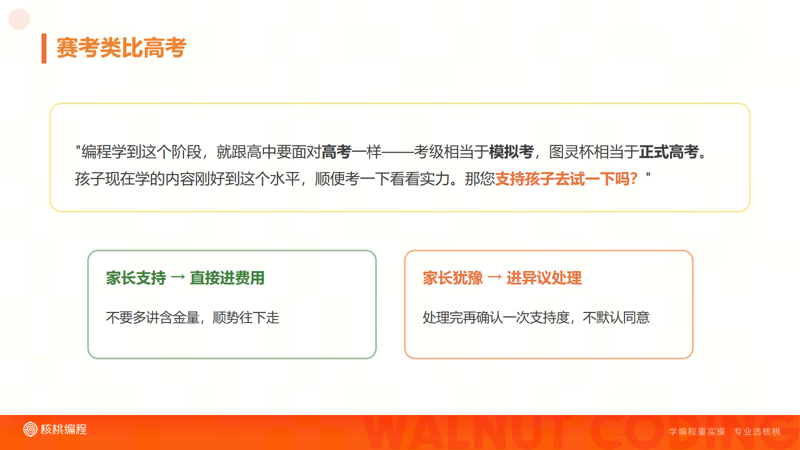 赛考类比高考
"编程学到这个阶段，就跟高中要面对高考一样——考级相当于模拟考，图灵杯相当于正式高考。
孩子现在学的内容刚好到这个水平，顺便考一下看看实力。那您支持孩子去试一下吗？"
家长支持 → 直接进费用
不要多讲含金量，顺势往下走
家长犹豫 → 进异议处理
处理完再确认一次支持度，不默认同意
核桃编程
WALNUT CODING
学编程重实操 专业选核桃